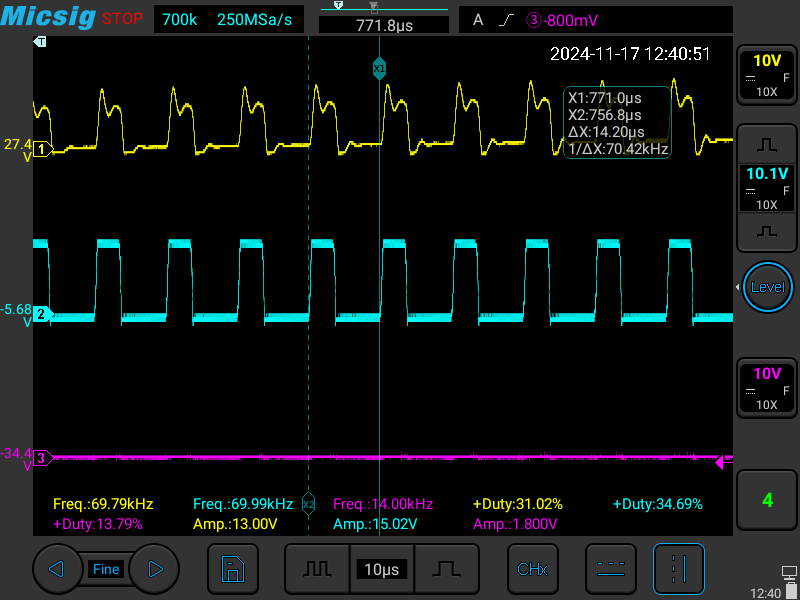 Micsig STOP 700k 250MSa/s T 771.8μs A ③-800mV
T
2024-11-17 12:40:51
X1
10V
F
10X
X1:771.0μs
X2:756.8μs
ΔX:14.20μs
1/ΔX:70.42kHz
27.4
V
1
10.1V
F
10X
Level
-5.68
V
2
10V
F
10X
-34.4
V
3
4
Freq.:69.79kHz Freq.:69.99kHz X2 Freq.:14.00kHz +Duty:31.02% +Duty:34.69%
+Duty:13.79% Amp.:13.00V Amp.:15.02V Amp.:1.800V
Fine 10μs CHx
12:40